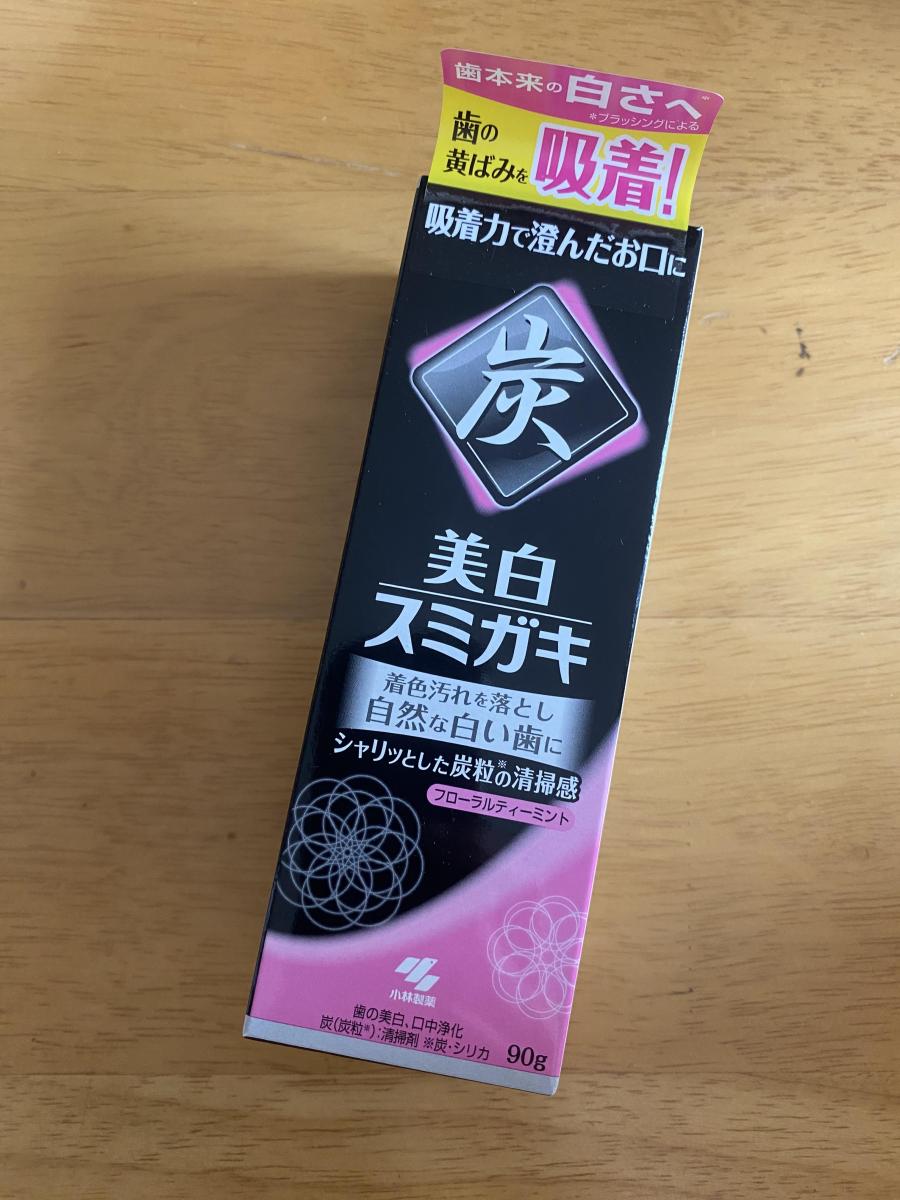 歯本来の白さへ*
*ブラッシングによる
歯の
黄ばみを吸着!
吸着力で澄んだお口に
炭
美白
スミガキ
着色汚れを落とし
自然な白い歯に
シャリッとした炭粒※の清掃感
フローラルティーミント
小林製薬
歯の美白、口中浄化
炭(炭粒※):清掃剤 ※炭・シリカ
90g